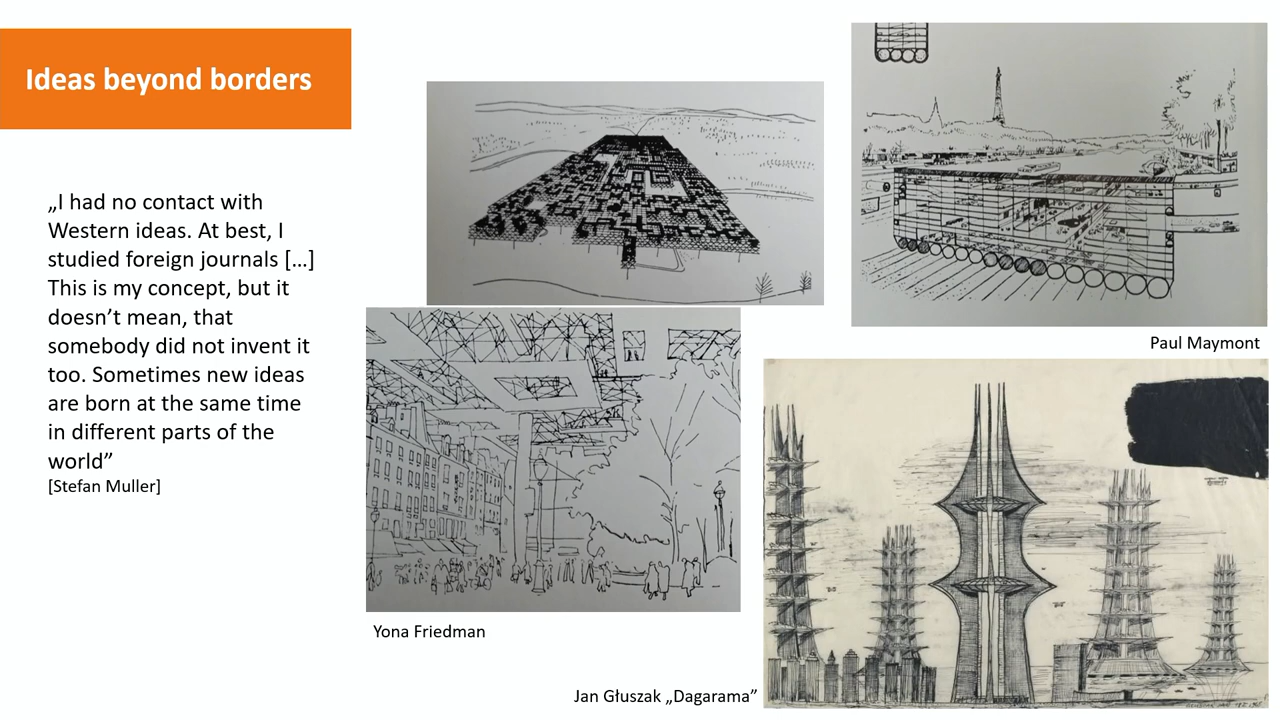 Ideas beyond borders
„I had no contact with
Western ideas. At best, I
studied foreign journals [...]
This is my concept, but it
doesn’t mean, that
somebody did not invent it
too. Sometimes new ideas
are born at the same time
in different parts of the
world”
[Stefan Muller]
Paul Maymont
Yona Friedman
Jan Głuszak „Dagarama”